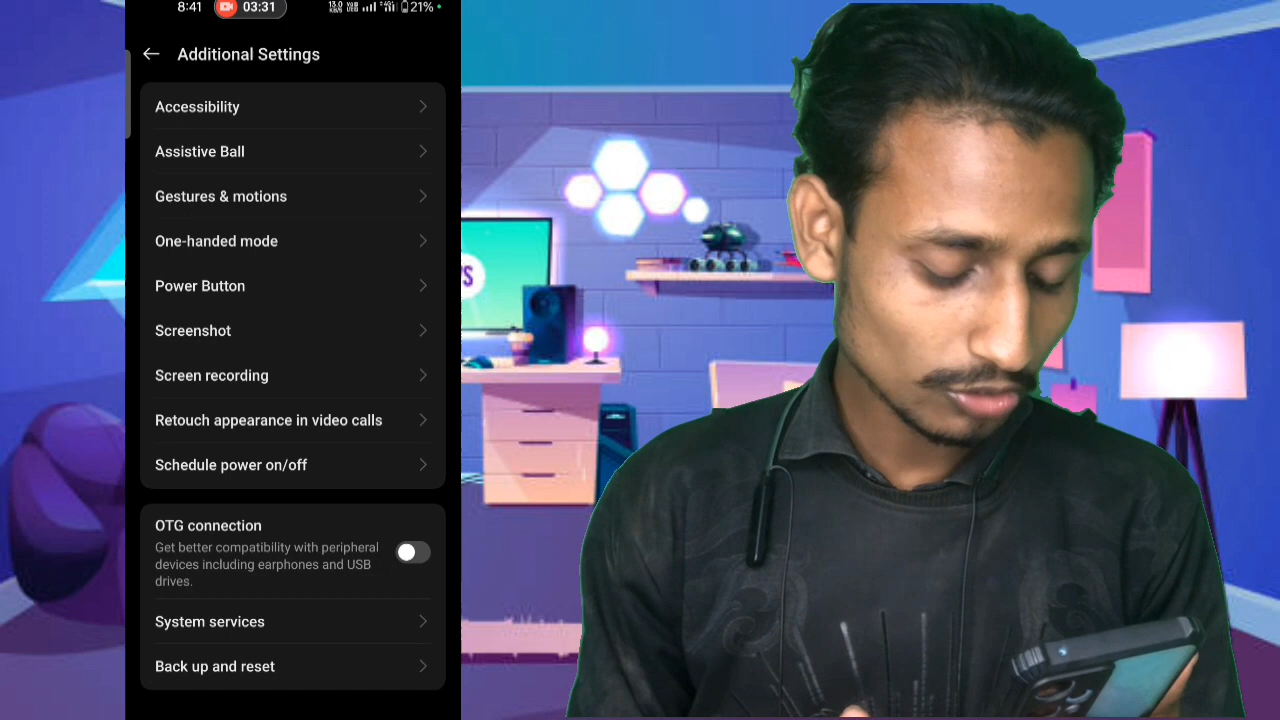 8:41 03:31 21%
Additional Settings
Accessibility
Assistive Ball
Gestures & motions
One-handed mode
Power Button
Screenshot
Screen recording
Retouch appearance in video calls
Schedule power on/off
OTG connection
Get better compatibility with peripheral
devices including earphones and USB
drives.
System services
Back up and reset